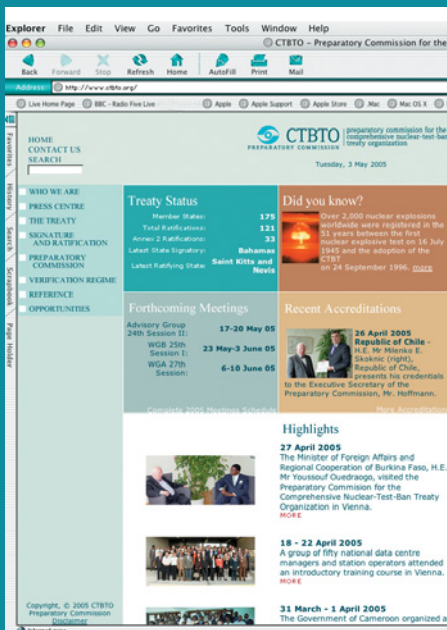 Explorer File Edit View Go Favorites Tools Window Help
CTBTO – Preparatory Commission for the
Back Forward Stop Refresh Home AutoFill Print Mail
Address http://www.ctbto.org/
Live Home Page BBC - Radio Five Live Apple Apple Support Apple Store .Mac Mac OS X
Favorites
History
Search
Scrapbook
Page Holder
HOME
CONTACT US
SEARCH
CTBTO
PREPARATORY COMMISSION
preparatory commission for the
comprehensive nuclear-test-ban
treaty organization
Tuesday, 3 May 2005
WHO WE ARE
PRESS CENTRE
THE TREATY
SIGNATURE
AND RATIFICATION
PREPARATORY
COMMISSION
VERIFICATION REGIME
REFERENCE
OPPORTUNITIES
Treaty Status
Member States: 175
Total Ratifications: 121
Annex 2 Ratifications: 33
Latest State Signatory: Bahamas
Latest Ratifying State: Saint Kitts and
Nevis
Did you know?
Over 2,000 nuclear explosions
worldwide were registered in the
51 years between the first
nuclear explosive test on 16 July
1945 and the adoption of the
CTBT
on 24 September 1996. more
Forthcoming Meetings
Advisory Group
24th Session II: 17-20 May 05
WGB 25th
Session I: 23 May-3 June 05
WGA 27th
Session: 6-10 June 05
Complete 2005 Meetings Schedule
Recent Accreditations
26 April 2005
Republic of Chile -
H.E. Mr Milenko E.
Skoknic (right),
Republic of Chile,
presents his credentials
to the Executive Secretary of the
Preparatory Commission, Mr. Hoffmann.
More Accreditation
Highlights
27 April 2005
The Minister of Foreign Affairs and
Regional Cooperation of Burkina Faso, H.E.
Mr Youssouf Ouedraogo, visited the
Preparatory Commision for the
Comprehensive Nuclear-Test-Ban Treaty
Organization in Vienna.
MORE
18 - 22 April 2005
A group of fifty national data centre
managers and station operators attended
an introductory training course in Vienna.
MORE
31 March - 1 April 2005
The Government of Cameroon organized a
Copyright, © 2005 CTBTO
Preparatory Commission
Disclaimer